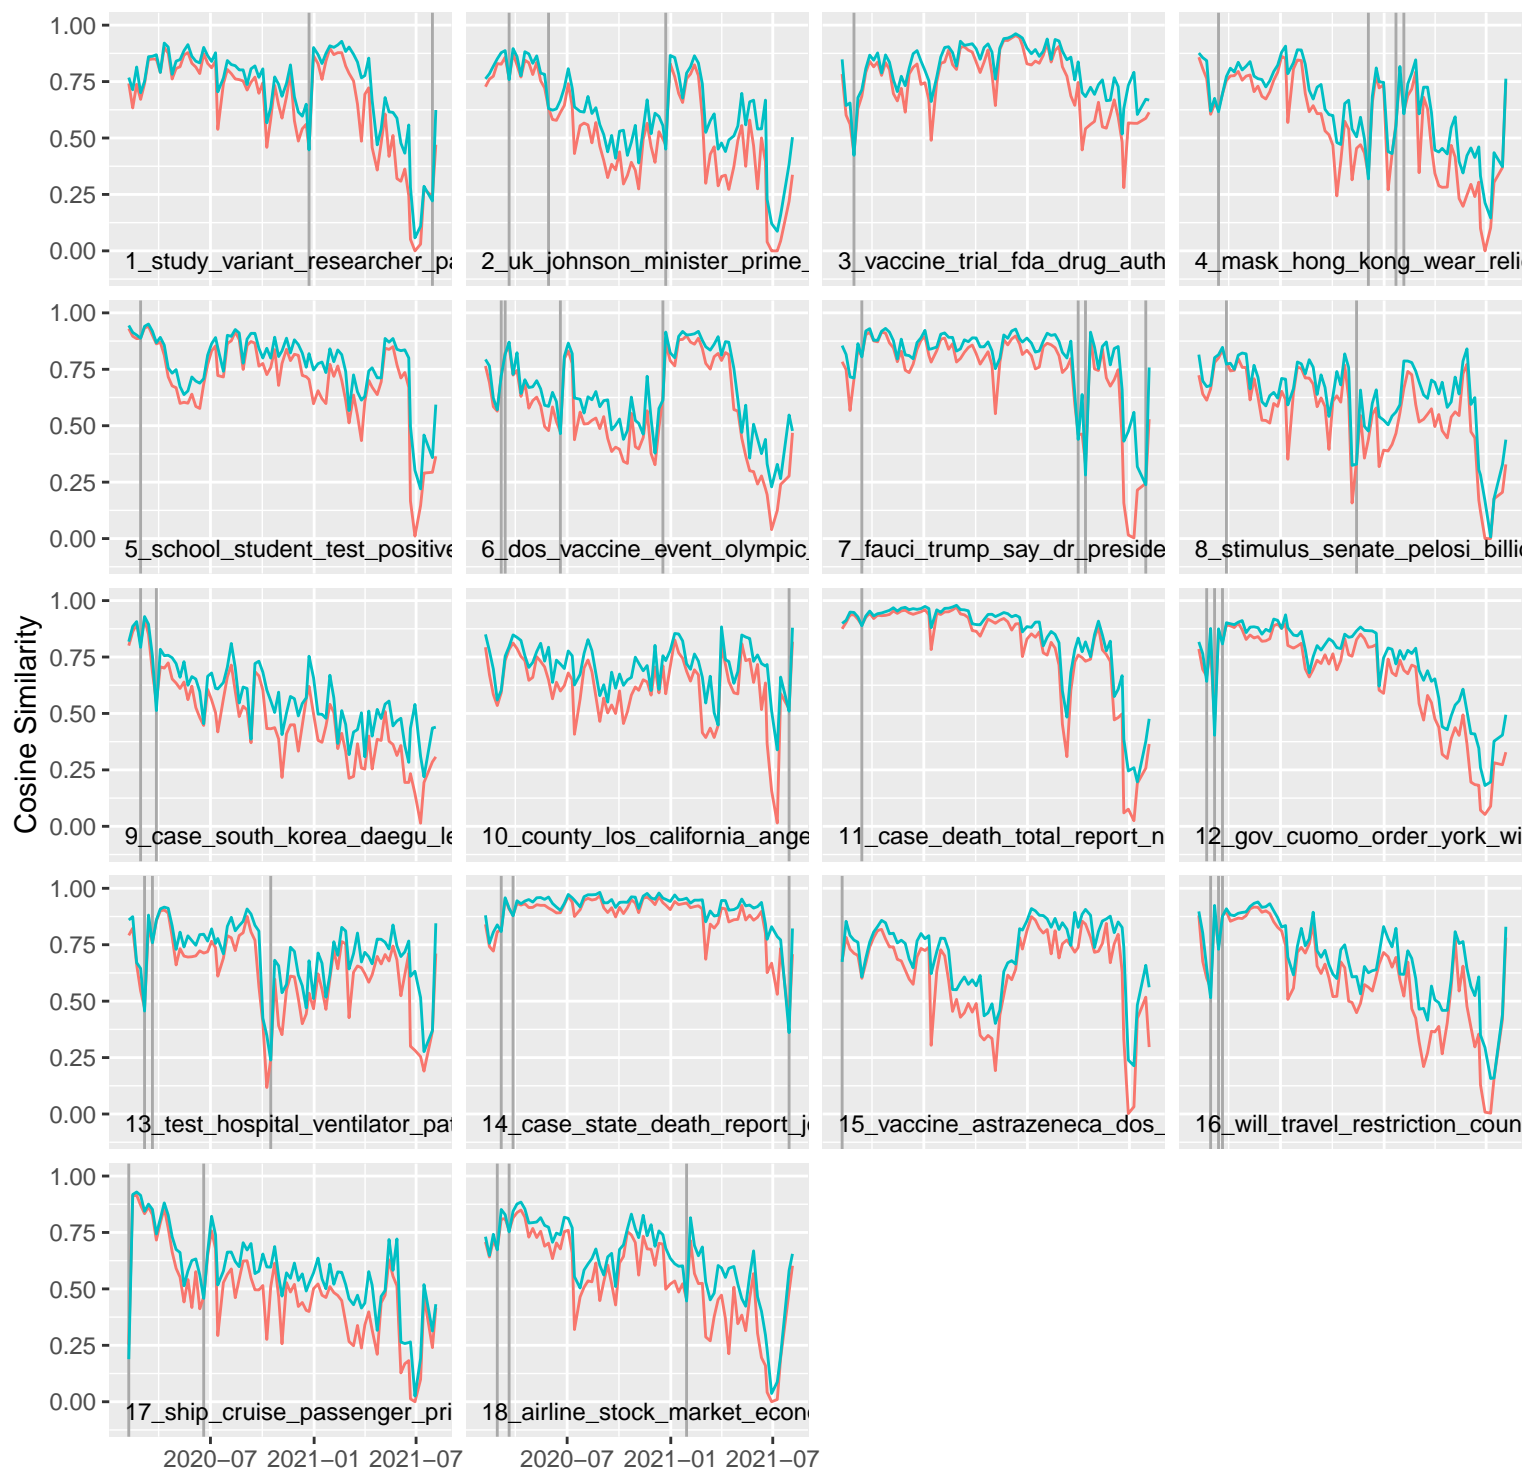 1.00
0.75
0.50
0.25
0.00
1_study_variant_researcher_pa
2_uk_johnson_minister_prime_
3_vaccine_trial_fda_drug_auth
4_mask_hong_kong_wear_reli
1.00
0.75
0.50
0.25
0.00
5_school_student_test_positive
6_dos_vaccine_event_olympic_
7_fauci_trump_say_dr_preside
8_stimulus_senate_pelosi_billi
Cosine Similarity
1.00
0.75
0.50
0.25
0.00
9_case_south_korea_daegu_le
10_county_los_california_ange
11_case_death_total_report_n
12_gov_cuomo_order_york_wi
1.00
0.75
0.50
0.25
0.00
13_test_hospital_ventilator_pat
14_case_state_death_report_j
15_vaccine_astrazeneca_dos_
16_will_travel_restriction_coun
1.00
0.75
0.50
0.25
0.00
17_ship_cruise_passenger_pri
18_airline_stock_market_econ
2020−07 2021−01 2021−07
2020−07 2021−01 2021−07